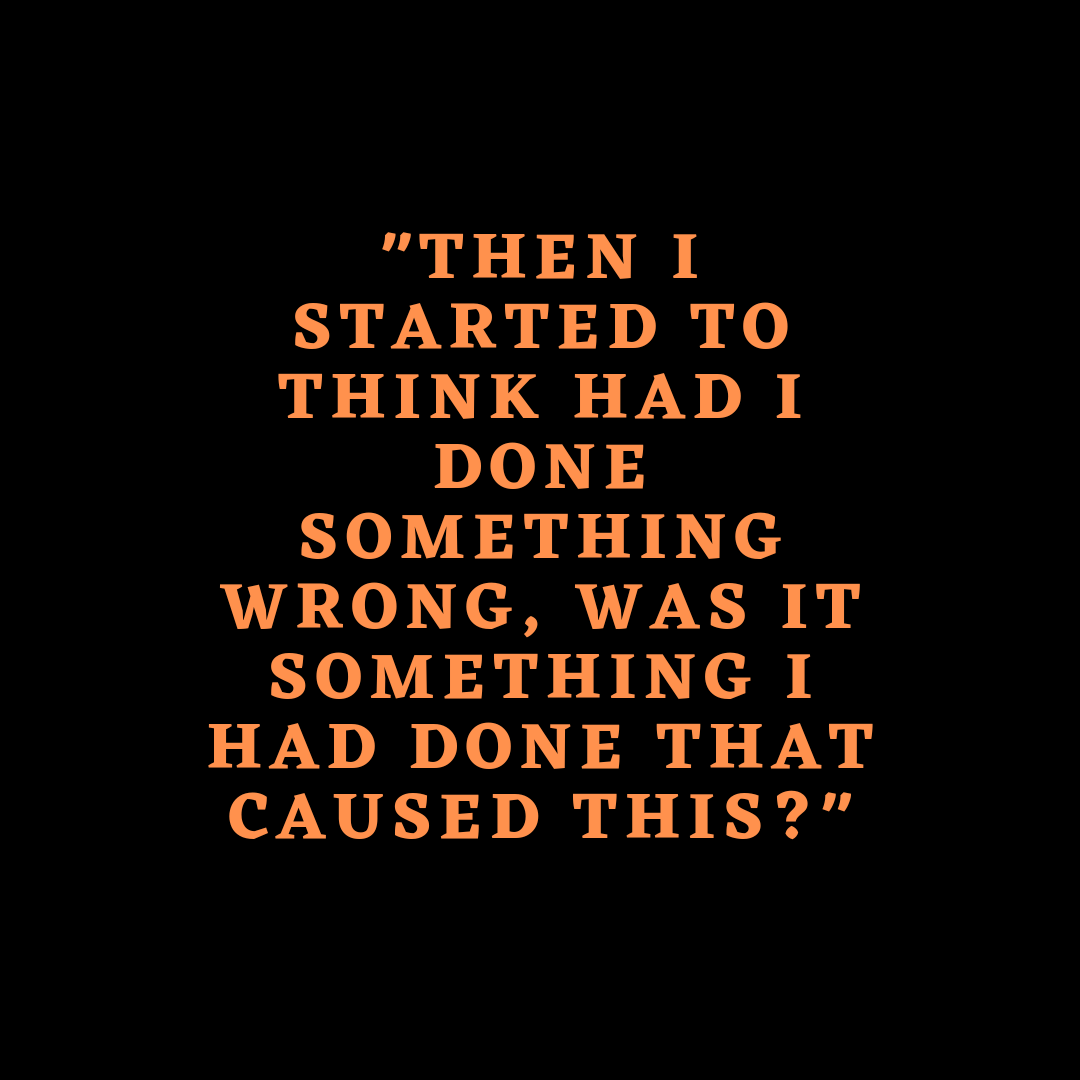 "THEN I
STARTED TO
THINK HAD I
DONE
SOMETHING
WRONG, WAS IT
SOMETHING I
HAD DONE THAT
CAUSED THIS?"